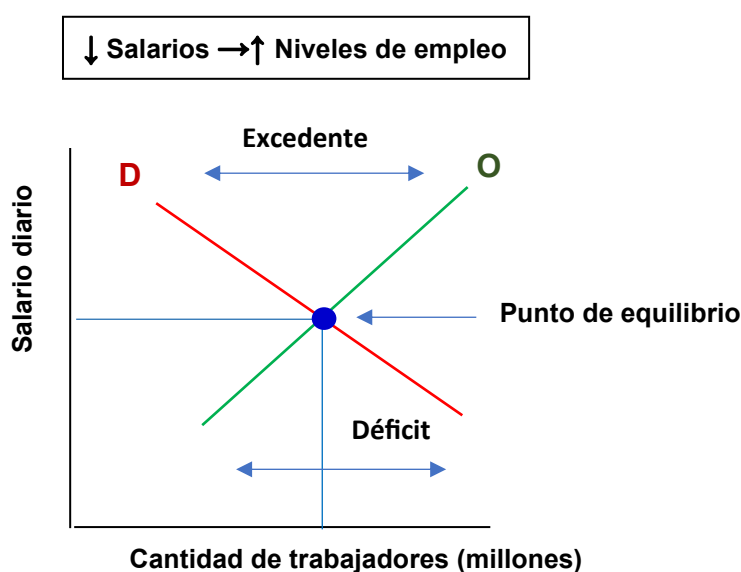 ↓ Salarios →↑ Niveles de empleo
Excedente
D
O
Salario diario
Punto de equilibrio
Déficit
Cantidad de trabajadores (millones)